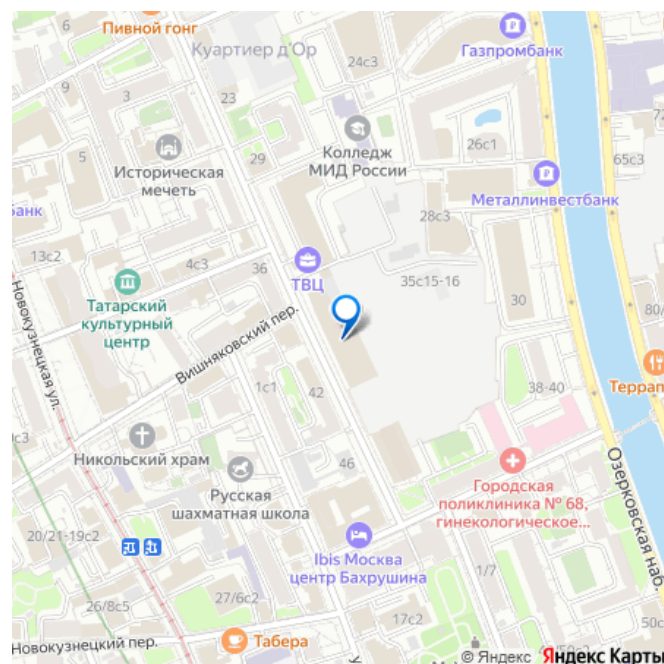 Пивной гонг
Куартиер д'Ор
24с3
Газпромбанк
9
3
23
Колледж
МИД России
26с1
65с3
5
Историческая
мечеть
29
Металлинвестбанк
банк
28с3
13с2
4с3
36
ТВЦ
35с15-16
30
Татарский
культурный
центр
Новокузнецкая ул.
Вишняковский пер.
80/
Террап
1с1
42
38-40
с3
Никольский храм
46
Русская
шахматная школа
Городская
поликлиника № 68,
гинекологическое...
Озерковская наб.
20/21-19с2
Ibis Москва
центр Бахрушина
1/7
26/8с5
27/6с2
17с2
50с
Новокузнецкий пер.
Табера
© Яндекс Яндекс Карты